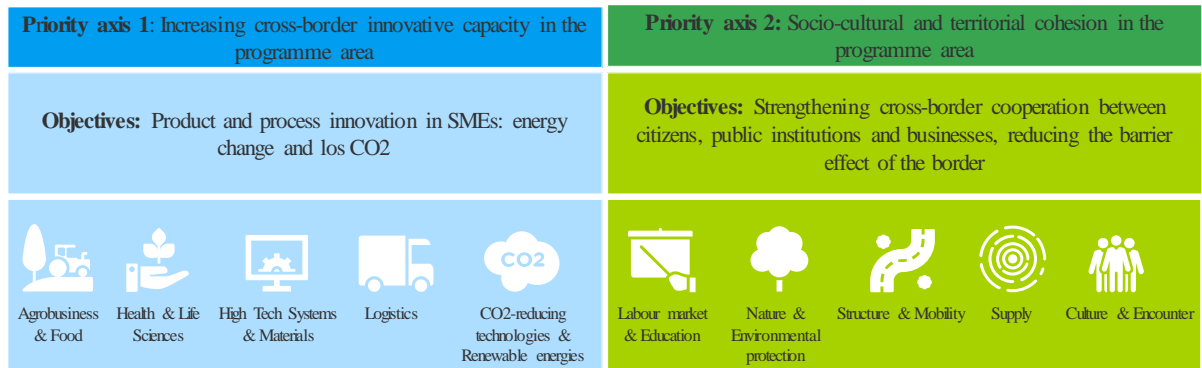 Priority axis 1: Increasing cross-border innovative capacity in the
programme area
Objectives: Product and process innovation in SMEs: energy
change and los CO2
Agrobusiness
& Food
Health & Life
Sciences
High Tech Systems
& Materials
Logistics
CO2
CO2-reducing
technologies &
Renewable energies
Priority axis 2: Socio-cultural and territorial cohesion in the
programme area
Objectives: Strengthening cross-border cooperation between
citizens, public institutions and businesses, reducing the barrier
effect of the border
Labour market
& Education
Nature &
Environmental
protection
Structure & Mobility
Supply
Culture & Encounter